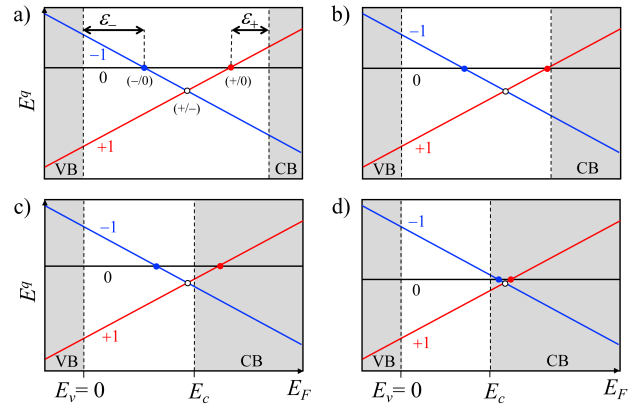 a)
ε₋
ε₊
−1
0
(−/0)
(+/0)
(+/−)
+1
VB
CB
E^q
b)
−1
0
+1
VB
CB
c)
−1
0
+1
VB
CB
E^q
E_v= 0
E_c
E_F
d)
−1
0
+1
VB
CB
E_v= 0
E_c
E_F